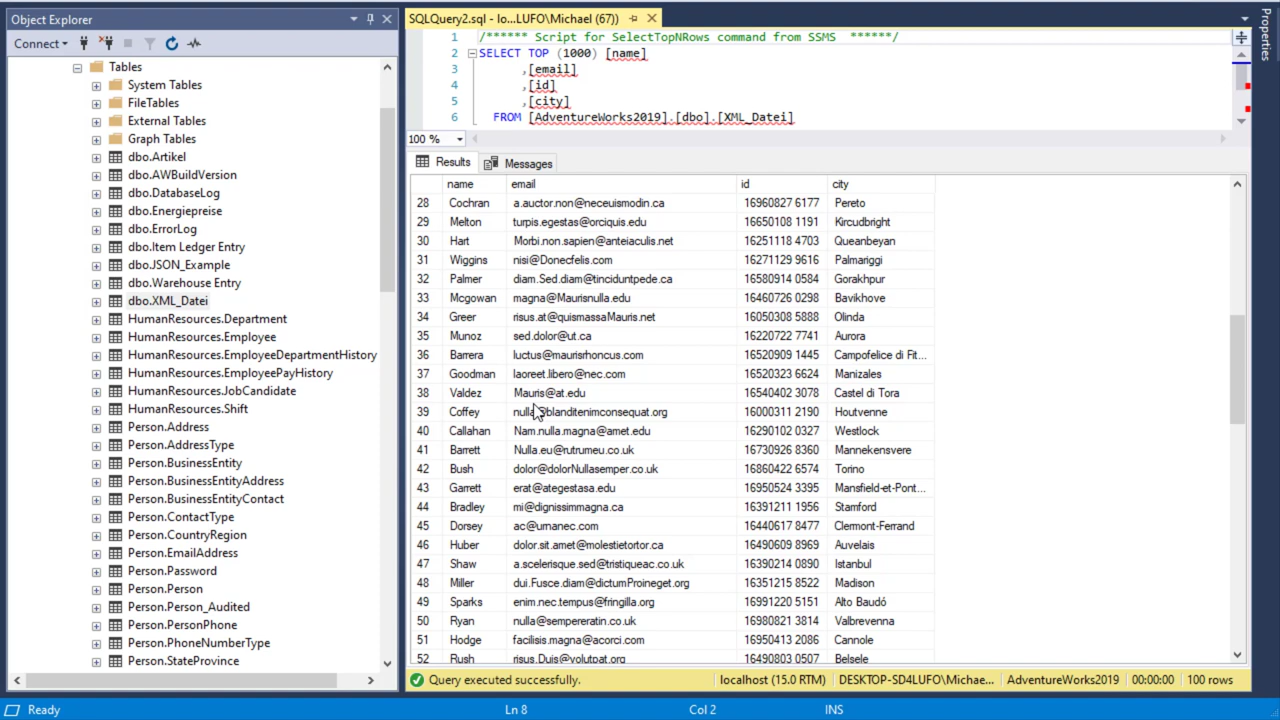 Object Explorer
Connect
Tables
System Tables
FileTables
External Tables
Graph Tables
dbo.Artikel
dbo.AWBuildVersion
dbo.DatabaseLog
dbo.Energiepreise
dbo.ErrorLog
dbo.Item Ledger Entry
dbo.JSON_Example
dbo.Warehouse Entry
dbo.XML_Datei
HumanResources.Department
HumanResources.Employee
HumanResources.EmployeeDepartmentHistory
HumanResources.EmployeePayHistory
HumanResources.JobCandidate
HumanResources.Shift
Person.Address
Person.AddressType
Person.BusinessEntity
Person.BusinessEntityAddress
Person.BusinessEntityContact
Person.ContactType
Person.CountryRegion
Person.EmailAddress
Person.Password
Person.Person
Person.Person_Audited
Person.PersonPhone
Person.PhoneNumberType
Person.StateProvince
SQLQuery2.sql - lo...LUFO\Michael (67))
1 /****** Script for SelectTopNRows command from SSMS ******/
2 SELECT TOP (1000) [name]
3 ,[email]
4 ,[id]
5 ,[city]
6 FROM [AdventureWorks2019].[dbo].[XML_Datei]
100 %
Results Messages
name email id city
28 Cochran a.auctor.non@neceuismodin.ca 16960827 6177 Pereto
29 Melton turpis.egestas@orciquis.edu 16650108 1191 Kircudbright
30 Hart Morbi.non.sapien@anteiaculis.net 16251118 4703 Queanbeyan
31 Wiggins nisi@Donecfelis.com 16271129 9616 Palmariggi
32 Palmer diam.Sed.diam@tinciduntpede.ca 16580914 0584 Gorakhpur
33 Mcgowan magna@Maurisnulla.edu 16460726 0298 Bavikhove
34 Greer risus.at@quismassaMauris.net 16050308 5888 Olinda
35 Munoz sed.dolor@ut.ca 16220722 7741 Aurora
36 Barrera luctus@maurisrhoncus.com 16520909 1445 Campofelice di Fit...
37 Goodman laoreet.libero@nec.com 16520323 6624 Manizales
38 Valdez Mauris@at.edu 16540402 3078 Castel di Tora
39 Coffey nulla@blanditenimconsequat.org 16000311 2190 Houtvenne
40 Callahan Nam.nulla.magna@amet.edu 16290102 0327 Westlock
41 Barrett Nulla.eu@rutrumeu.co.uk 16730926 8360 Mannekensvere
42 Bush dolor@dolorNullasemper.co.uk 16860422 6574 Torino
43 Garrett erat@ategestasa.edu 16950524 3395 Mansfield-et-Pont...
44 Bradley mi@dignissimmagna.ca 16391211 1956 Stamford
45 Dorsey ac@urnanec.com 16440617 8477 Clermont-Ferrand
46 Huber dolor.sit.amet@molestietortor.ca 16490609 8969 Auvelais
47 Shaw a.scelerisque.sed@tristiqueac.co.uk 16390214 0890 Istanbul
48 Miller dui.Fusce.diam@dictumProineget.org 16351215 8522 Madison
49 Sparks enim.nec.tempus@fringilla.org 16991220 5151 Alto Baudó
50 Ryan nulla@sempereratin.co.uk 16980821 3814 Valbrevenna
51 Hodge facilisis.magna@acorci.com 16950413 2086 Cannole
52 Rush risus.Duis@volutpat.org 16490803 0507 Belsele
Query executed successfully. localhost (15.0 RTM) DESKTOP-SD4LUFO\Michae... AdventureWorks2019 00:00:00 100 rows
Properties
Ready Ln 8 Col 2 INS